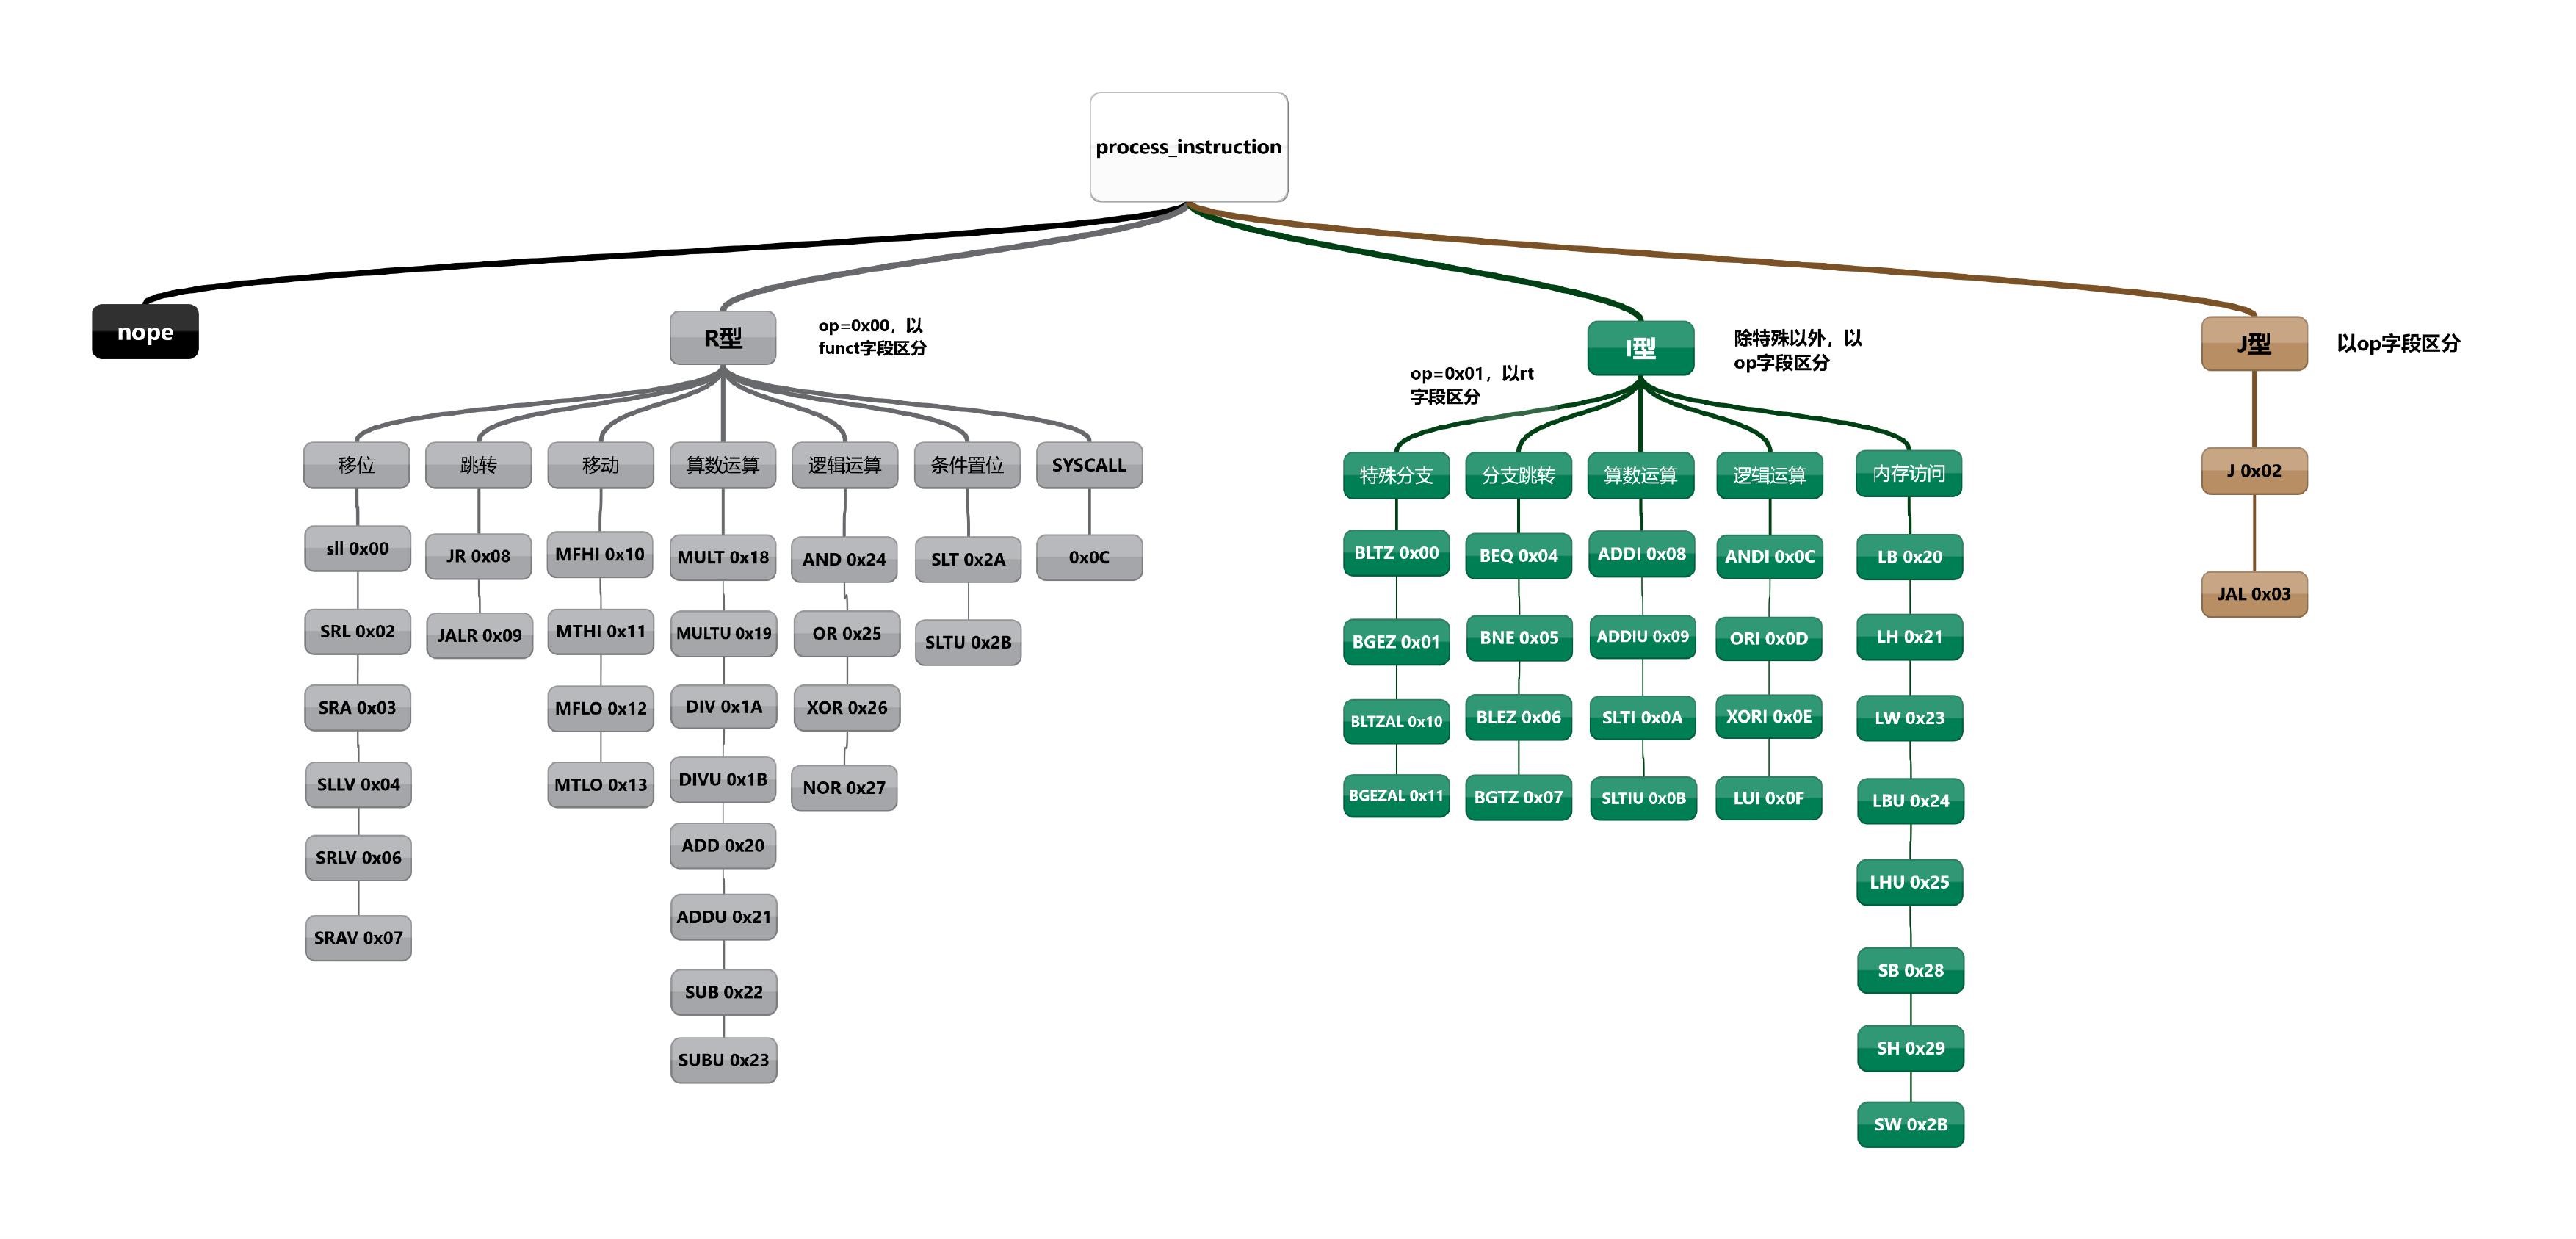 process_instruction
nope
R型
op=0x00，以
funct字段区分
移位
sll 0x00
SRL 0x02
SRA 0x03
SLLV 0x04
SRLV 0x06
SRAV 0x07
跳转
JR 0x08
JALR 0x09
移动
MFHI 0x10
MTHI 0x11
MFLO 0x12
MTLO 0x13
算数运算
MULT 0x18
MULTU 0x19
DIV 0x1A
DIVU 0x1B
ADD 0x20
ADDU 0x21
SUB 0x22
SUBU 0x23
逻辑运算
AND 0x24
OR 0x25
XOR 0x26
NOR 0x27
条件置位
SLT 0x2A
SLTU 0x2B
SYSCALL
0x0C
I型
除特殊以外，以
op字段区分
op=0x01，以rt
字段区分
特殊分支
BLTZ 0x00
BGEZ 0x01
BLTZAL 0x10
BGEZAL 0x11
分支跳转
BEQ 0x04
BNE 0x05
BLEZ 0x06
BGTZ 0x07
算数运算
ADDI 0x08
ADDIU 0x09
SLTI 0x0A
SLTIU 0x0B
逻辑运算
ANDI 0x0C
ORI 0x0D
XORI 0x0E
LUI 0x0F
内存访问
LB 0x20
LH 0x21
LW 0x23
LBU 0x24
LHU 0x25
SB 0x28
SH 0x29
SW 0x2B
J型
以op字段区分
J 0x02
JAL 0x03